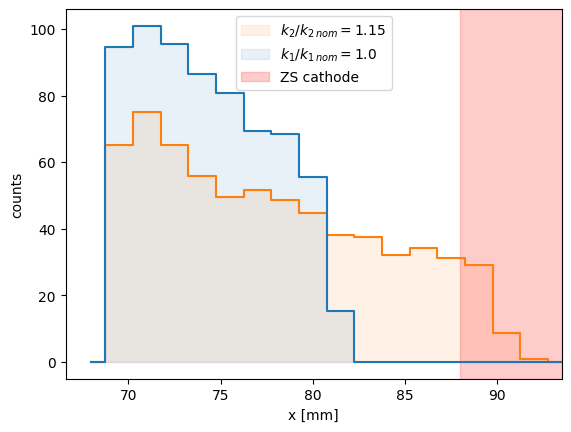 k₂/k₂ nom = 1.15
k₁/k₁ nom = 1.0
ZS cathode
100
80
60
40
20
0
counts
70 75 80 85 90
x [mm]